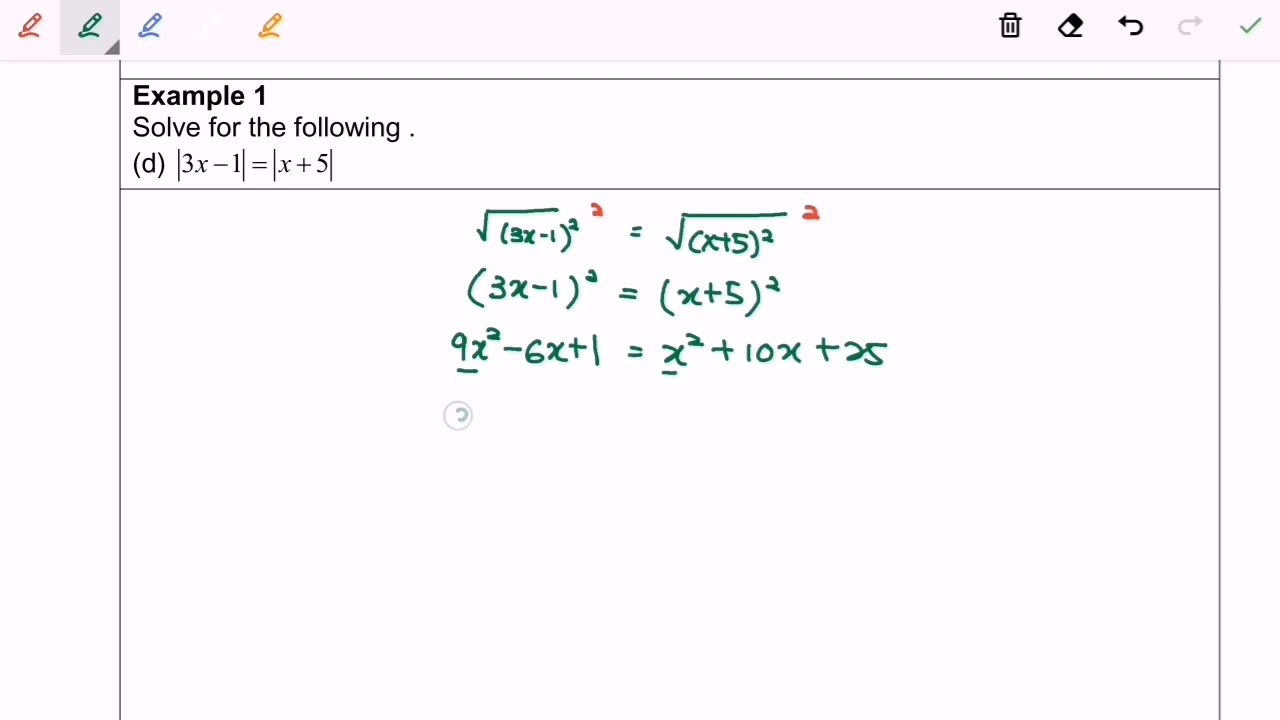 Example 1
Solve for the following .
(d) |3x−1|=|x+5|
√(3x-1)² ² = √(x+5)² ²
(3x-1)² = (x+5)²
9x²-6x+1 = x²+10x+25